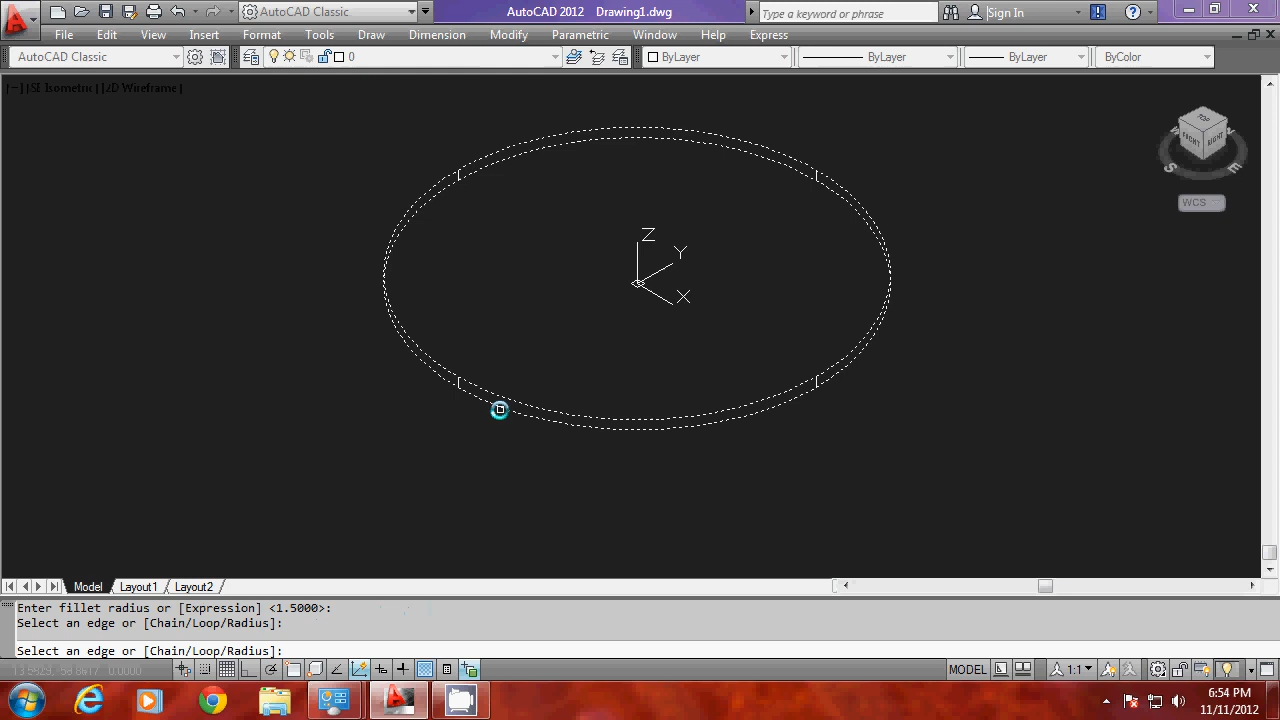 AutoCAD Classic
AutoCAD 2012 Drawing1.dwg
Type a keyword or phrase
Sign In
File Edit View Insert Format Tools Draw Dimension Modify Parametric Window Help Express
AutoCAD Classic
0
ByLayer
ByLayer
ByLayer
ByColor
[−] [SE Isometric] [2D Wireframe]
TOP
FRONT
RIGHT
S
E
WCS
Z
Y
X
Model Layout1 Layout2
Enter fillet radius or [Expression] <1.5000>:
Select an edge or [Chain/Loop/Radius]:
Select an edge or [Chain/Loop/Radius]:
MODEL
1:1
6:54 PM
11/11/2012